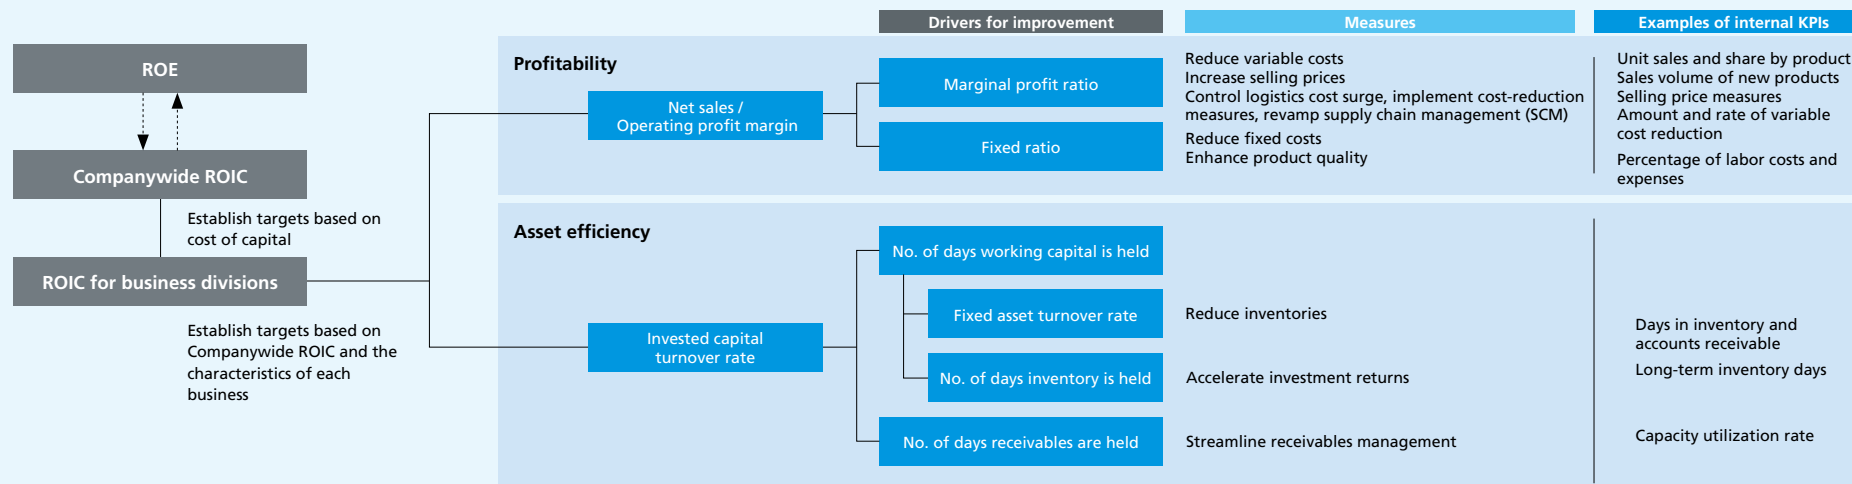 Drivers for improvement
Measures
Examples of internal KPIs
ROE
Companywide ROIC
Establish targets based on
cost of capital
ROIC for business divisions
Establish targets based on
Companywide ROIC and the
characteristics of each
business
Profitability
Net sales /
Operating profit margin
Marginal profit ratio
Fixed ratio
Reduce variable costs
Increase selling prices
Control logistics cost surge, implement cost-reduction
measures, revamp supply chain management (SCM)
Reduce fixed costs
Enhance product quality
Unit sales and share by product
Sales volume of new products
Selling price measures
Amount and rate of variable
cost reduction
Percentage of labor costs and
expenses
Asset efficiency
Invested capital
turnover rate
No. of days working capital is held
Fixed asset turnover rate
No. of days inventory is held
No. of days receivables are held
Reduce inventories
Accelerate investment returns
Streamline receivables management
Days in inventory and
accounts receivable
Long-term inventory days
Capacity utilization rate